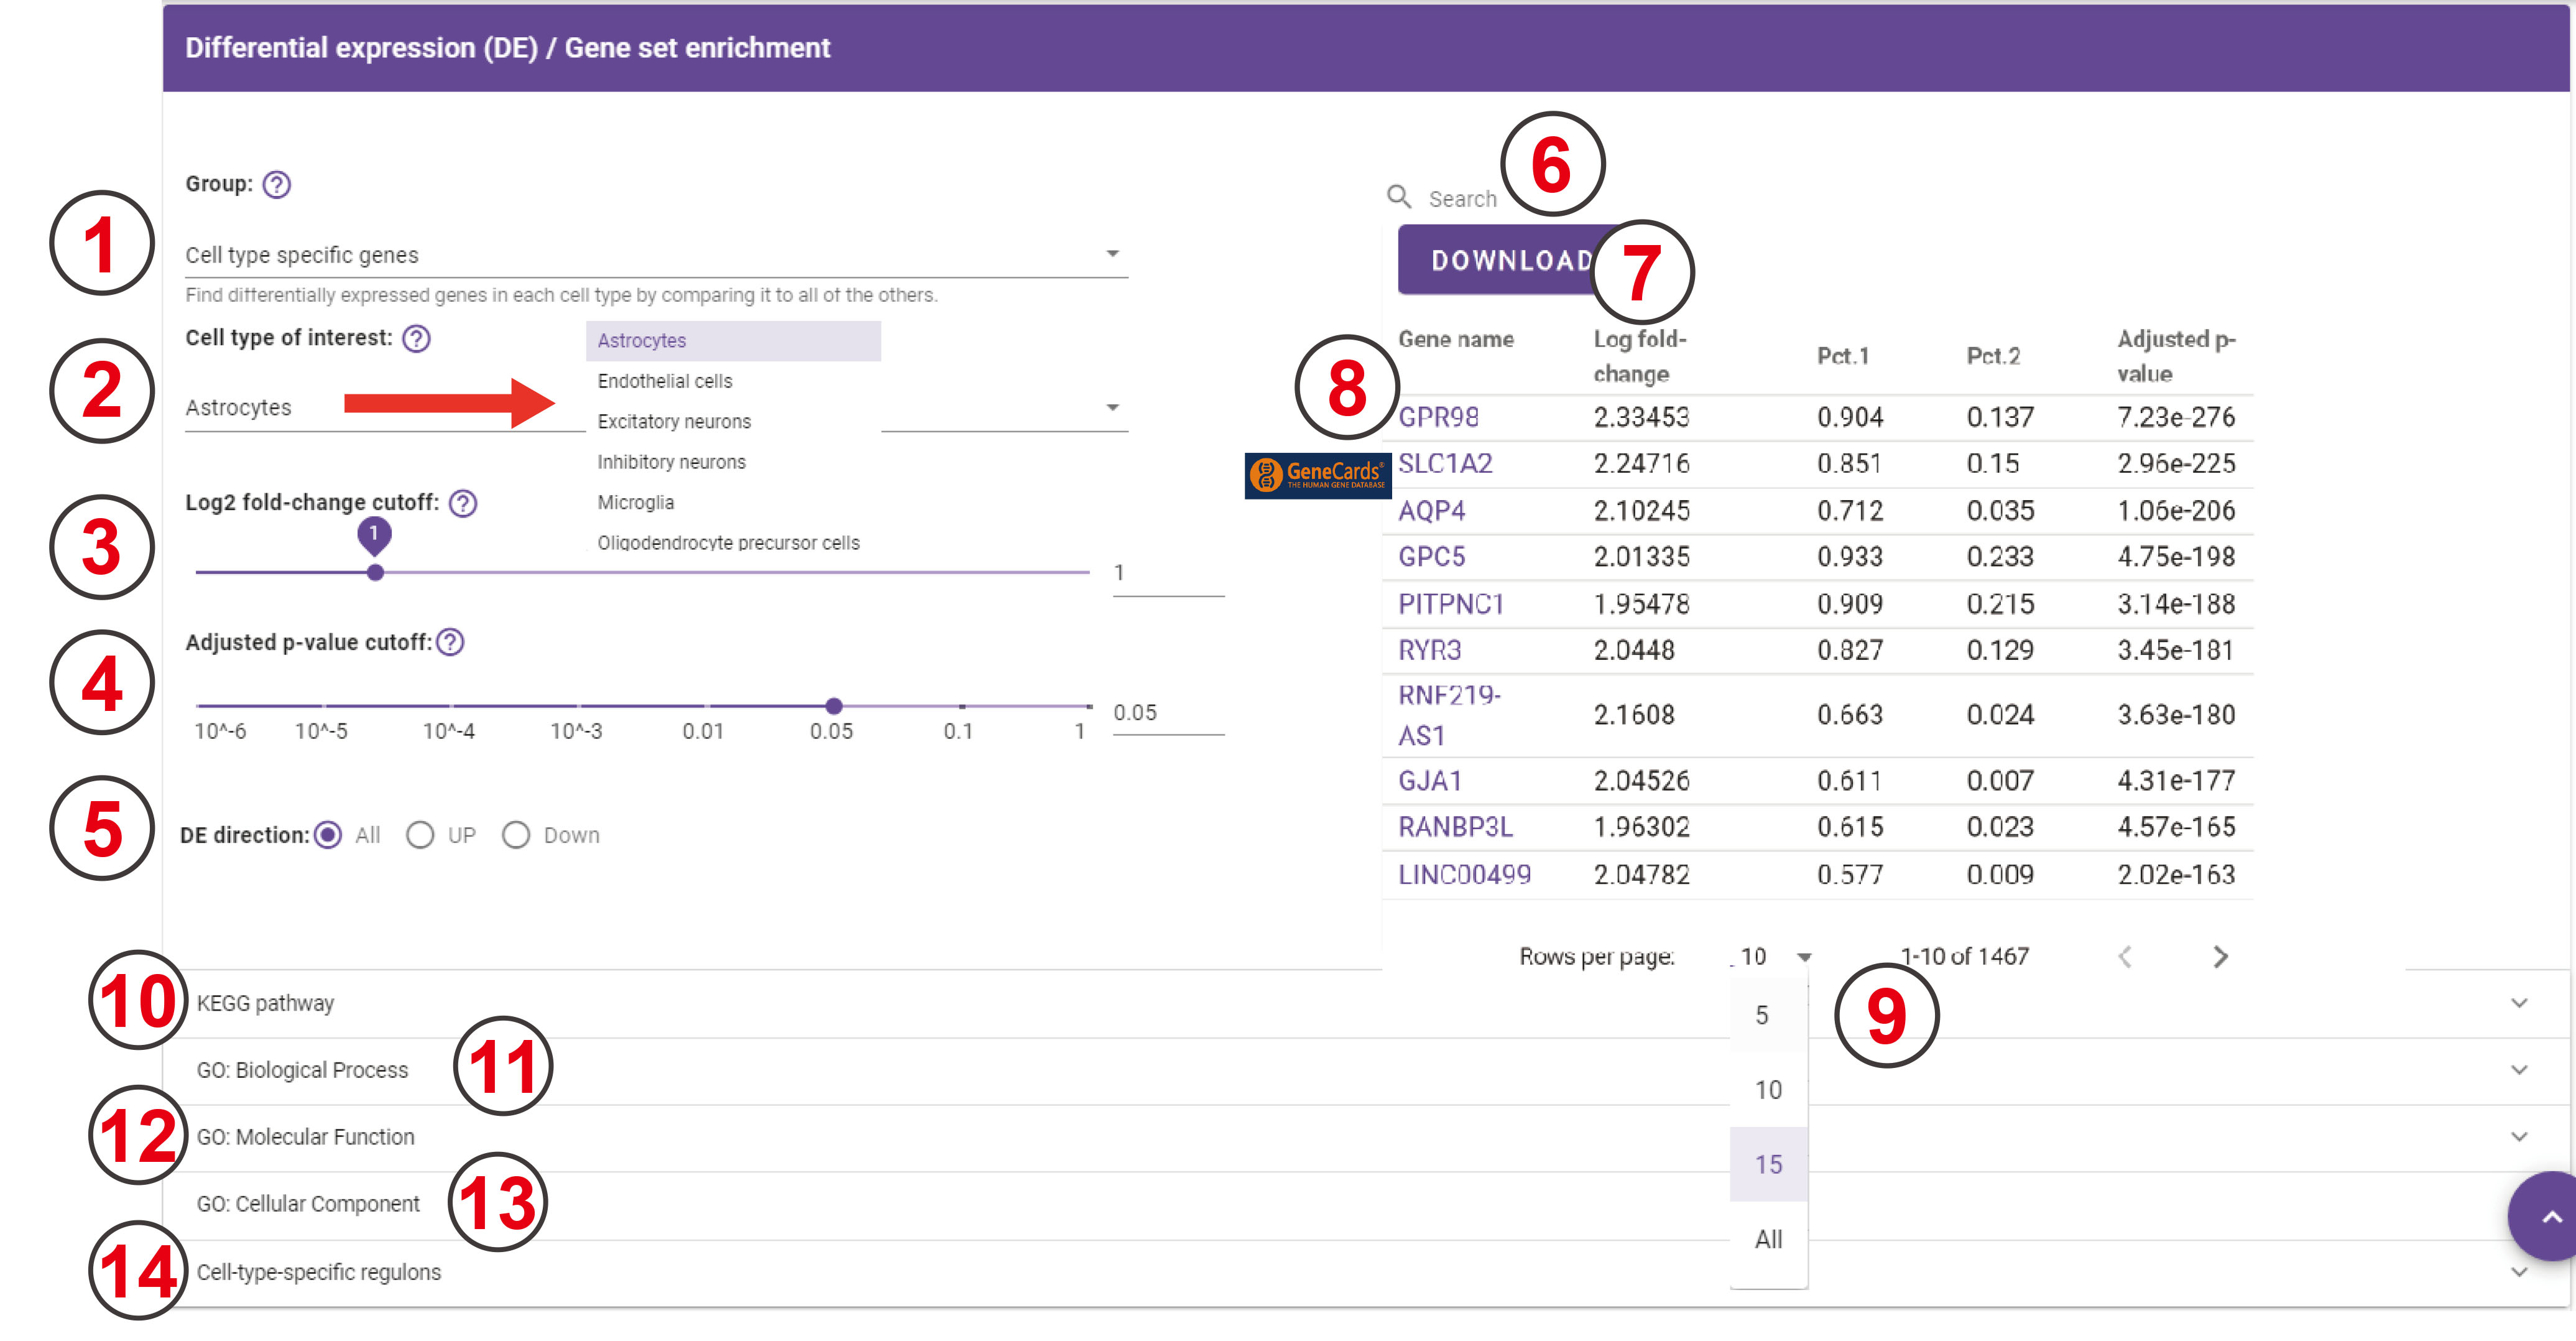 Differential expression (DE) / Gene set enrichment
Group: ?
1
Cell type specific genes
Find differentially expressed genes in each cell type by comparing it to all of the others.
2
Cell type of interest: ?
Astrocytes
Astrocytes
Endothelial cells
Excitatory neurons
Inhibitory neurons
Microglia
Oligodendrocyte precursor cells
3
Log2 fold-change cutoff: ?
1
1
4
Adjusted p-value cutoff: ?
10^-6 10^-5 10^-4 10^-3 0.01 0.05 0.1 1
0.05
5
DE direction: All UP Down
6
Search
7
DOWNLOAD
8
GeneCards®
THE HUMAN GENE DATABASE
Gene name Log fold-change Pct.1 Pct.2 Adjusted p-value
GPR98 2.33453 0.904 0.137 7.23e-276
SLC1A2 2.24716 0.851 0.15 2.96e-225
AQP4 2.10245 0.712 0.035 1.06e-206
GPC5 2.01335 0.933 0.233 4.75e-198
PITPNC1 1.95478 0.909 0.215 3.14e-188
RYR3 2.0448 0.827 0.129 3.45e-181
RNF219-AS1 2.1608 0.663 0.024 3.63e-180
GJA1 2.04526 0.611 0.007 4.31e-177
RANBP3L 1.96302 0.615 0.023 4.57e-165
LINC00499 2.04782 0.577 0.009 2.02e-163
Rows per page: 10 1-10 of 1467
9
5
10
15
All
10
KEGG pathway
GO: Biological Process
11
12
GO: Molecular Function
GO: Cellular Component
13
14
Cell-type-specific regulons